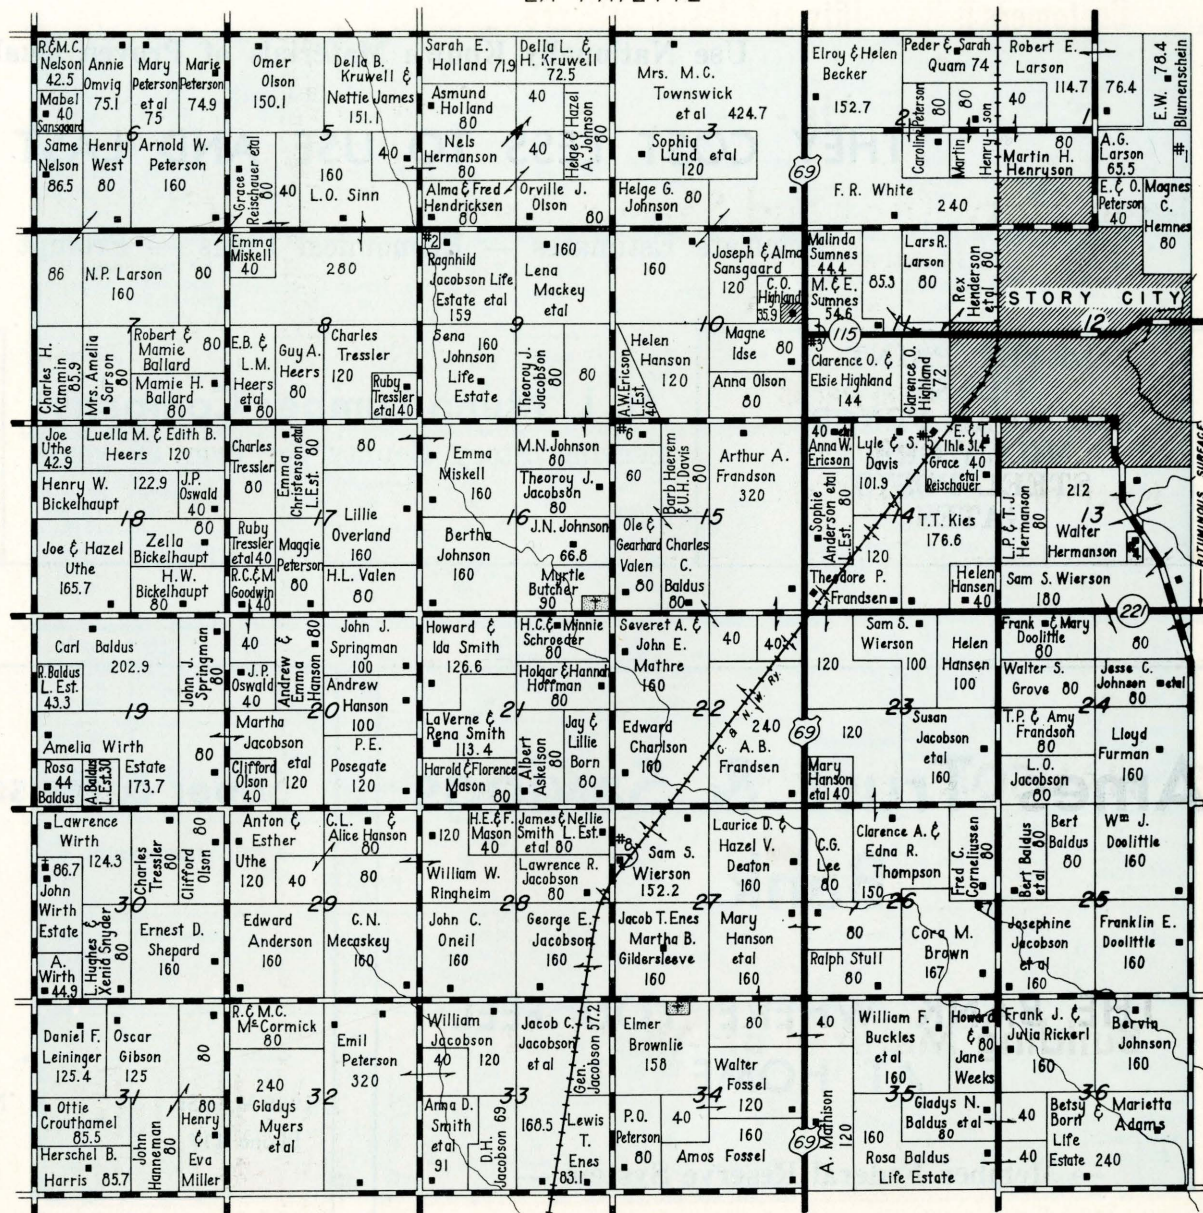 R.&M.C.
Nelson
42.5
Mabel
40
Sansgaard
Annie
Omvig
75.1
Mary
Peterson
et al
75
Marie
Peterson
74.9
6
Same
Nelson
86.5
Henry
West
80
Arnold W.
Peterson
160
Omer
Olson
150.1
Della B.
Kruwell &
Nettie James
151.1
5
Grace
Reischauer et al
80
40
160
L.O. Sinn
40
Sarah E.
Holland 71.9
Della L. &
H. Kruwell
72.5
Asmund
Holland
80
40
Helge & Hazel
A. Johnson
80
4
Nels
Hermanson
80
40
Alma & Fred
Hendricksen
80
Orville J.
Olson
80
Mrs. M.C.
Townswick
et al 424.7
3
Sophia
Lund et al
120
Helge G.
Johnson 80
69
Elroy & Helen
Becker
152.7
Peder & Sarah
Quam 74
2
Caroline Peterson
80
Martin Henryson
80
F. R. White
240
Robert E.
Larson
114.7
40
76.4
E.W. 78.4
Blumenschein
1
80
Martin H.
Henryson
A.G.
Larson
65.5
#1
E. & O.
Peterson
40
Magnes
C.
Hemnes
80
86
N.P. Larson
160
80
7
Charles H.
Kammin
85.9
Mrs. Amelia
Sarson
80
Robert &
Mamie
Ballard
80
Mamie H.
Ballard
80
Emma
Miskell
40
280
8
E.B. &
L.M.
Heers
et al
80
Guy A.
Heers
80
Charles
Tressler
120
Ruby
Tressler
et al 40
#2
Ragnhild
Jacobson Life
Estate et al
159
160
Lena
Mackey
et al
9
Sena
160
Johnson
Life
Estate
Theoroy J.
Jacobson
80
80
160
Joseph & Alma
Sansgaard
120
C.O.
Highland
35.9
10
A.W. Ericson
L. Est.
40
Helen
Hanson
120
Magne
Idse
80
Anna Olson
80
Malinda
Sumnes
44.4
M. & E.
Sumnes
54.6
85.3
Lars R.
Larson
80
Rex
Henderson
et al 80
11
#3
115
Clarence O. &
Elsie Highland
144
Clarence O.
Highland
72
STORY CITY
12
Joe
Uthe
42.9
Luella M. & Edith B.
Heers 120
Henry W.
Bickelhaupt
122.9
J.P.
Oswald
40
18
Joe & Hazel
Uthe
165.7
80
Zella
Bickelhaupt
H.W.
Bickelhaupt
80
Charles
Tressler
80
Emma
Christenson et al
L. Est. 80
80
17
Ruby
Tressler
et al 40
R.C. & M.
Goodwin
40
Maggie
Peterson
80
Lillie
Overland
160
H.L. Valen
80
Emma
Miskell
160
M.N. Johnson
80
Theoroy J.
Jacobson
80
16
Bertha
Johnson
160
J.N. Johnson
66.8
Myrtle
Butcher
90
#6
60
Barb Haerem
& U.H. Davis
80
Arthur A.
Frandson
320
15
Ole &
Gearhard
Valen
80
Charles
C.
Baldus
80
40 et al
Anna W.
Ericson
Lyle & S.
Davis
101.9
E. & T.
Ihle 31.4
Grace 40
et al
Reischauer
14
Sophie
Anderson et al
L. Est. 80
120
T.T. Kies
176.6
Theodore P.
Frandsen
Helen
Hansen
40
L.P. & T.J.
Hermanson
80
212
13
Walter
Hermanson
Sam S. Wierson
180
BITUMINOUS SURFACE
221
Carl Baldus
202.9
R. Baldus
L. Est.
43.3
John J.
Springman
80
19
Amelia Wirth
Estate
173.7
80
Rosa
44
Baldus
A. Baldus
L. Est. 30
40
J.P.
Oswald
40
Andrew &
Emma
Hanson 80
John J.
Springman
100
Andrew
Hanson
100
20
Martha
Jacobson
et al
120
Clifford
Olson
40
P.E.
Posegate
120
Howard &
Ida Smith
126.6
H.C. & Minnie
Schroeder
80
Holgar & Hannah
Hoffman
80
21
LaVerne &
Rena Smith
113.4
Harold & Florence
Mason
80
Albert
Askelson
80
Jay &
Lillie
Born
80
Severet A. &
John E.
Mathre
160
40
40
22
Edward
Charlson
160
C. & N.W. Ry.
240
A. B.
Frandsen
69
120
Sam S.
Wierson
100
Helen
Hansen
100
23
120
Susan
Jacobson
et al
160
Mary
Hanson
et al 40
Frank & Mary
Doolittle
80
Walter S.
Grove 80
Jesse C.
Johnson et al
80
24
T.P. & Amy
Frandson
80
L.O.
Jacobson
80
Lloyd
Furman
160
Lawrence
Wirth
124.3
86.7
John
Wirth
Estate
Charles
Tressler
60
Clifford
Olson
80
30
A.
Wirth
44.9
L. Hughes &
Xenia Snyder
80
Ernest D.
Shepard
160
Anton &
Esther
Uthe
120
40
C.L. &
Alice Hanson
80
80
29
Edward
Anderson
160
C.N.
Mecaskey
160
120
H.E. & F.
Mason
40
James & Nellie
Smith L. Est.
et al 80
William W.
Ringheim
Lawrence R.
Jacobson
80
28
John C.
Oneil
160
George E.
Jacobson
160
#8
Sam S.
Wierson
152.2
Laurice D. &
Hazel V.
Deaton
160
27
Jacob T. Enes
Martha B.
Gildersleeve
160
Mary
Hanson
et al
160
C.G.
Lee
80
Clarence A. &
Edna R.
Thompson
150
Fred C.
Corneliussen
80
26
#7
80
Ralph Stull
80
Cora M.
Brown
167
Bert Baldus
et al 80
Bert
Baldus
80
Wm J.
Doolittle
160
25
Josephine
Jacobson
et al
160
Franklin E.
Doolittle
160
Daniel F.
Leininger
125.4
Oscar
Gibson
125
80
31
Ottie
Crouthamel
85.5
Herschel B.
Harris 85.7
John
Hanneman
80
80
Henry
&
Eva
Miller
R. & M.C.
McCormick
80
Emil
Peterson
320
32
240
Gladys
Myers
et al
William
Jacobson
40
120
Jacob C.
Jacobson
et al
Gen.
Jacobson 57.2
33
Anna D.
Smith
et al
91
D.H.
Jacobson 69
168.5
Lewis
T.
Enes
83.1
Elmer
Brownlie
158
80
Walter
Fossel
120
34
P.O.
Peterson
80
40
160
Amos Fossel
69
40
A. Mathison
120
William F.
Buckles
et al
160
Howard
&
80
Jane
Weeks
35
Gladys N.
Baldus et al
80
160
Rosa Baldus
Life Estate
Frank J. &
Julia Rickerl
160
Bervin
Johnson
160
36
40
40
Betsy
Born
Life
Estate 240
Marietta
Adams